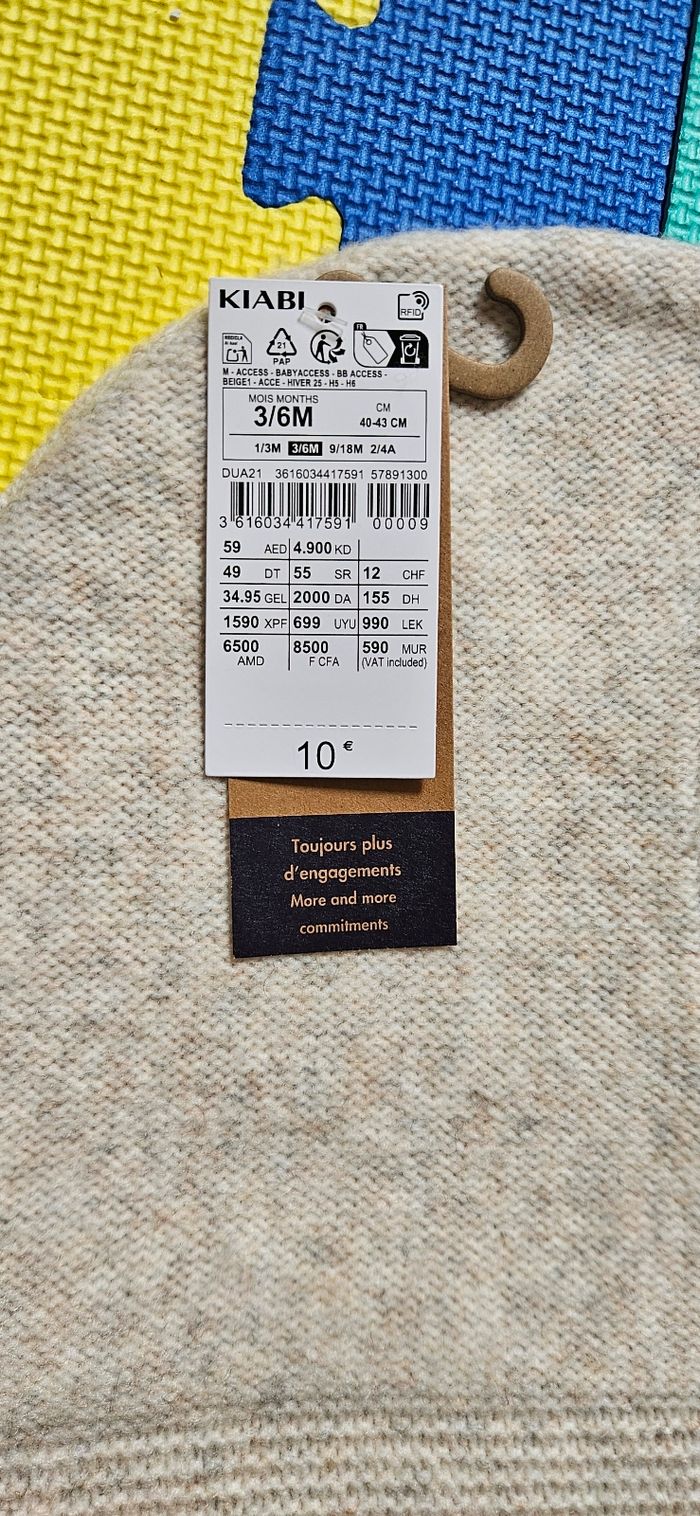 KIABI
RFID
FR
21
PAP
M - ACCESS - BABYACCESS - BB ACCESS -
BEIGE1 - ACCE - HIVER 25 - H5 - H6
MOIS MONTHS CM
3/6M 40-43 CM
1/3M 3/6M 9/18M 2/4A
DUA21 3616034417591 57891300
3 616034 417591 00009
59 AED 4.900 KD
49 DT 55 SR 12 CHF
34.95 GEL 2000 DA 155 DH
1590 XPF 699 UYU 990 LEK
6500 AMD 8500 F CFA 590 MUR
(VAT included)
10 €
Toujours plus
d'engagements
More and more
commitments